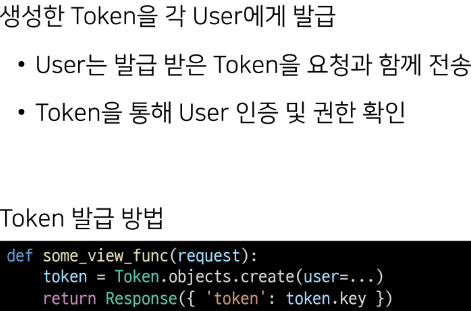 생성한 Token을 각 User에게 발급
• User는 발급 받은 Token을 요청과 함께 전송
• Token을 통해 User 인증 및 권한 확인
Token 발급 방법
def some_view_func(request):
    token = Token.objects.create(user=...)
    return Response({ 'token': token.key })